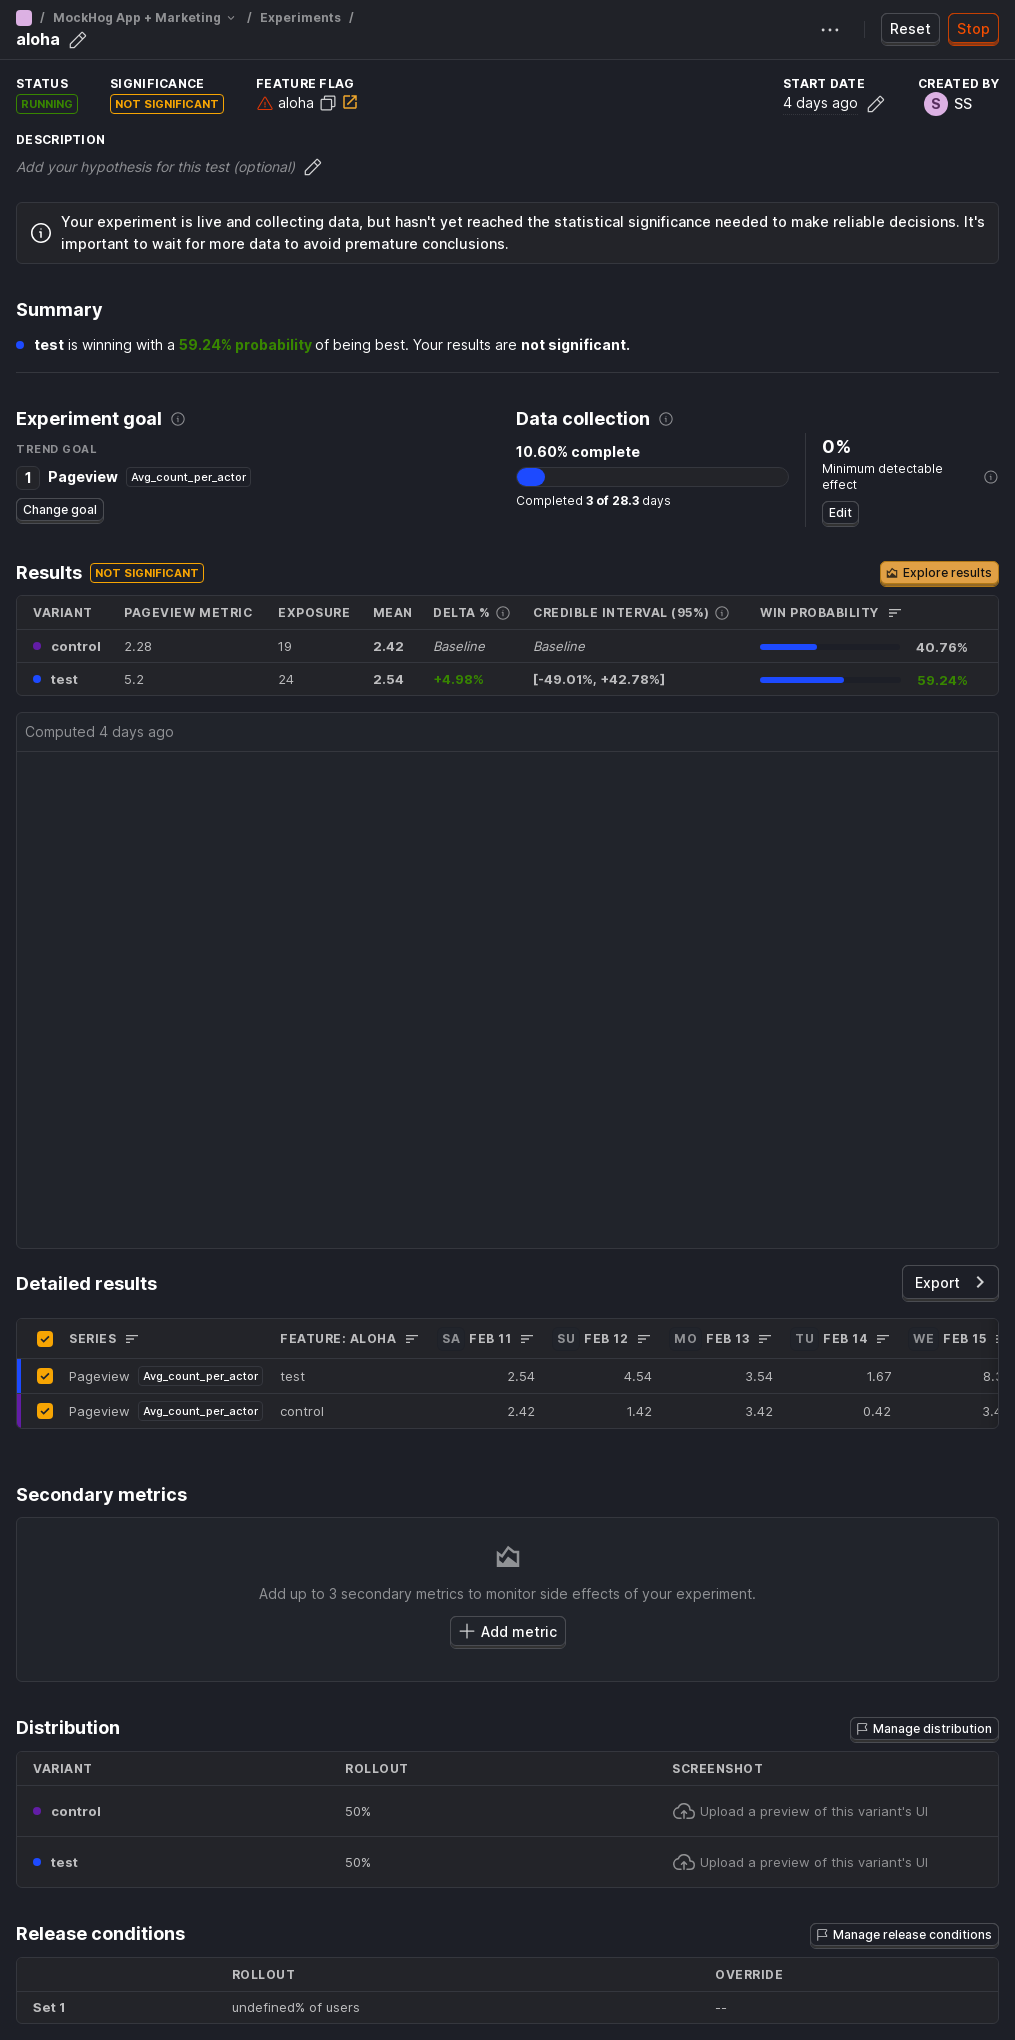 / MockHog App + Marketing / Experiments /
aloha
Reset
Stop
STATUS
RUNNING
SIGNIFICANCE
NOT SIGNIFICANT
FEATURE FLAG
aloha
START DATE
4 days ago
CREATED BY
S SS
DESCRIPTION
Add your hypothesis for this test (optional)
Your experiment is live and collecting data, but hasn't yet reached the statistical significance needed to make reliable decisions. It's
important to wait for more data to avoid premature conclusions.
Summary
test is winning with a 59.24% probability of being best. Your results are not significant.
Experiment goal
TREND GOAL
1 Pageview Avg_count_per_actor
Change goal
Data collection
10.60% complete
Completed 3 of 28.3 days
0%
Minimum detectable
effect
Edit
Results NOT SIGNIFICANT
Explore results
VARIANT PAGEVIEW METRIC EXPOSURE MEAN DELTA % CREDIBLE INTERVAL (95%) WIN PROBABILITY
control 2.28 19 2.42 Baseline Baseline 40.76%
test 5.2 24 2.54 +4.98% [-49.01%, +42.78%] 59.24%
Computed 4 days ago
Detailed results
Export
SERIES FEATURE: ALOHA SA FEB 11 SU FEB 12 MO FEB 13 TU FEB 14 WE FEB 15
Pageview Avg_count_per_actor test 2.54 4.54 3.54 1.67 8.3
Pageview Avg_count_per_actor control 2.42 1.42 3.42 0.42 3.4
Secondary metrics
Add up to 3 secondary metrics to monitor side effects of your experiment.
Add metric
Distribution
Manage distribution
VARIANT ROLLOUT SCREENSHOT
control 50% Upload a preview of this variant's UI
test 50% Upload a preview of this variant's UI
Release conditions
Manage release conditions
ROLLOUT OVERRIDE
Set 1 undefined% of users --